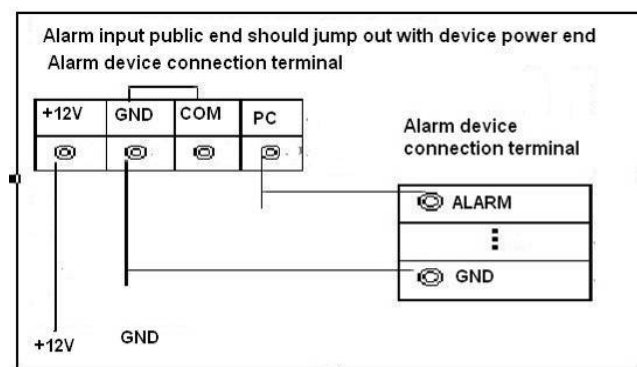 Alarm input public end should jump out with device power end
Alarm device connection terminal
+12V GND COM PC
Alarm device
connection terminal
ALARM
GND
+12V GND